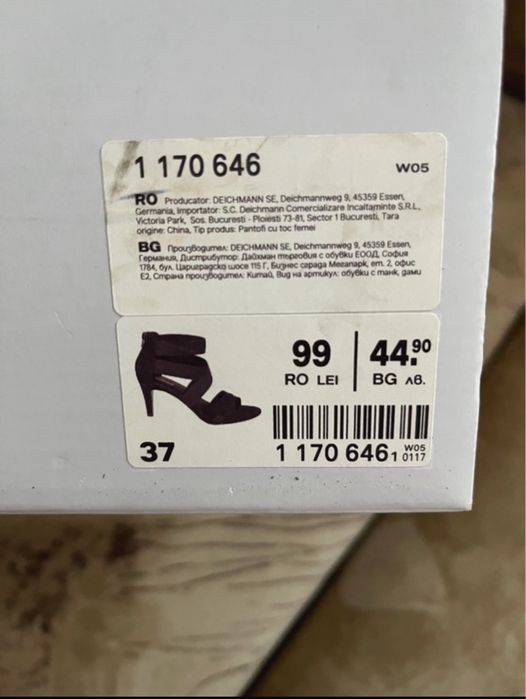 1 170 646 W05
RO Producator: DEICHMANN SE, Deichmannweg 9, 45359 Essen,
Germania, Importator: S.C. Deichmann Comercializare Incaltaminte S.R.L.,
Victoria Park, Sos. Bucuresti - Ploiesti 73-81, Sector 1 Bucuresti, Tara
origine: China, Tip produs: Pantofi cu toc femei
BG Производител: DEICHMANN SE, Deichmannweg 9, 45359 Essen,
Германия, Дистрибутор: Дайхман търговия с обувки ЕООД, София
1784, бул. Цариградско шосе 115 Г, Бизнес сграда Мегапарк, ет. 2, офис
Е2, Страна производител: Китай, Вид на артикул: обувки с танк, дами
99 44.90
RO LEI BG лв.
37
1 170 646 1 W05 0117